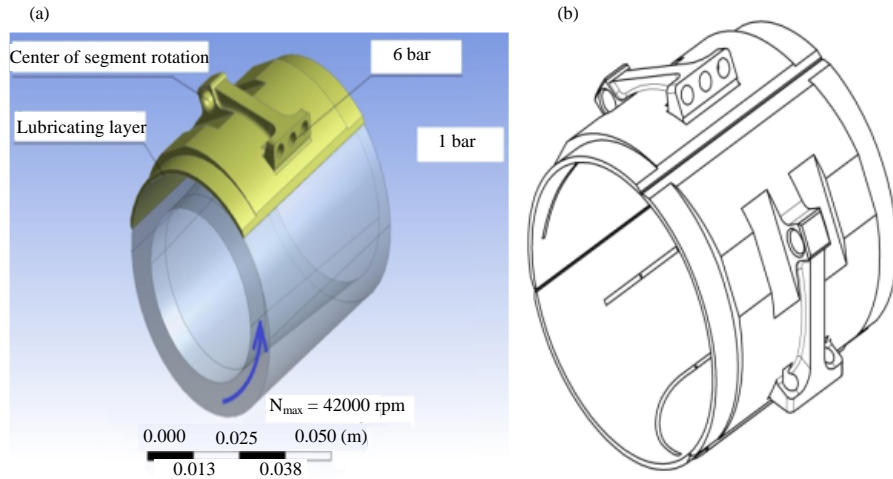 (a)
(b)
Center of segment rotation
6 bar
Lubricating layer
1 bar
Nmax = 42000 rpm
0.000 0.025 0.050 (m)
0.013 0.038